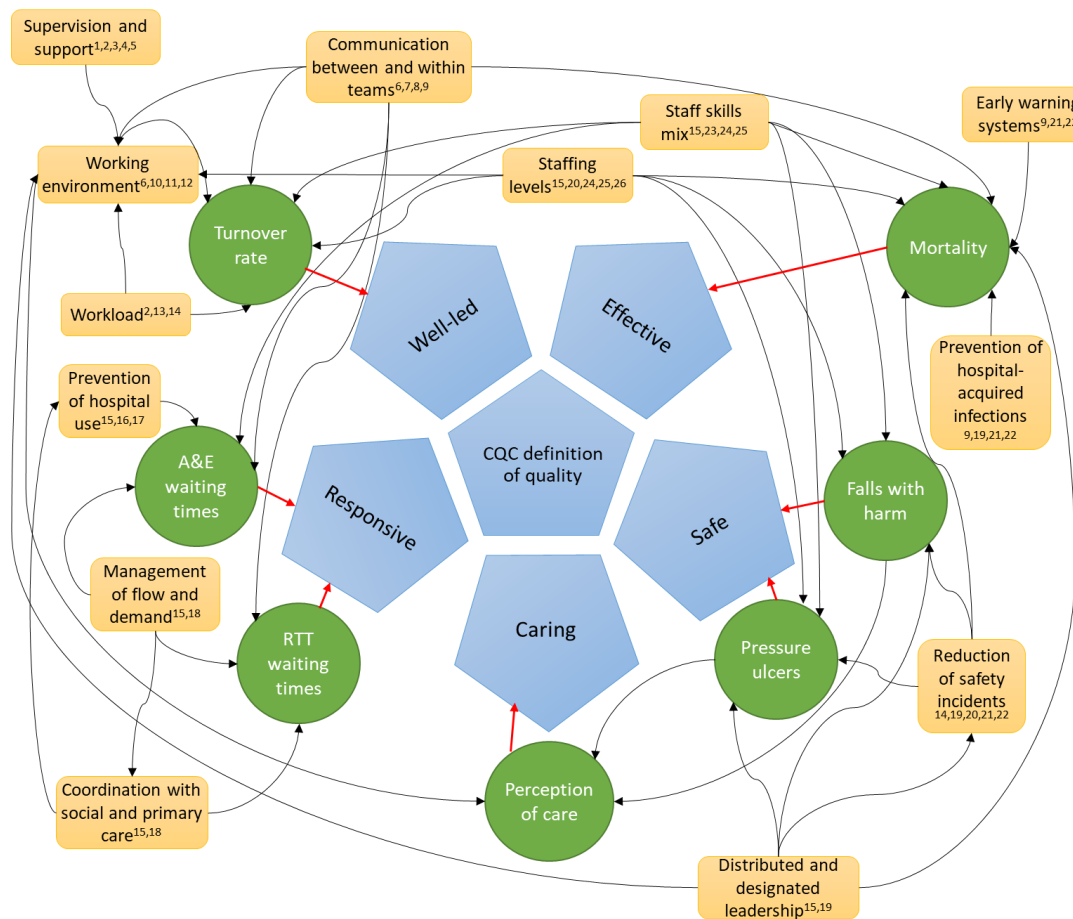 Supervision and
support1,2,3,4,5
Communication
between and within
teams6,7,8,9
Staff skills
mix15,23,24,25
Early warning
systems9,21,22
Working
environment6,10,11,12
Staffing
levels15,20,24,25,26
Turnover
rate
Mortality
Workload2,13,14
Well-led
Effective
Prevention of
hospital-
acquired
infections
9,19,21,22
Prevention
of hospital
use15,16,17
CQC definition
of quality
A&E
waiting
times
Responsive
Safe
Falls with
harm
Management
of flow and
demand15,18
Caring
RTT
waiting
times
Pressure
ulcers
Reduction
of safety
incidents
14,19,20,21,22
Coordination with
social and primary
care15,18
Perception
of care
Distributed and
designated
leadership15,19